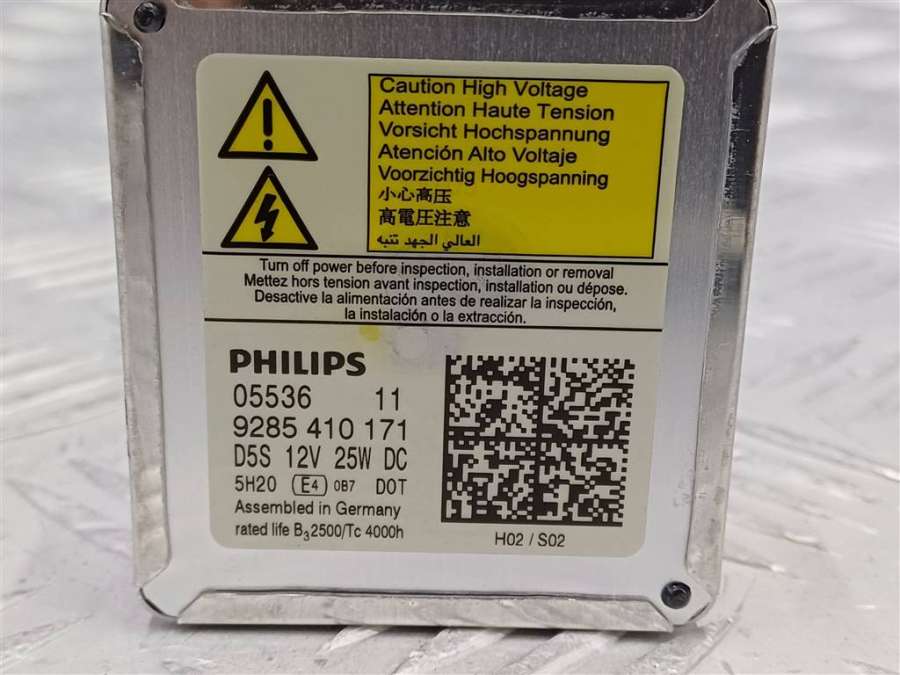 Caution High Voltage
Attention Haute Tension
Vorsicht Hochspannung
Atención Alto Voltaje
Voorzichtig Hoogspanning
小心高压
高電圧注意
العالي الجهد تنبه
Turn off power before inspection, installation or removal
Mettez hors tension avant inspection, installation ou dépose.
Desactive la alimentación antes de realizar la inspección,
la instalación o la extracción.
PHILIPS
05536 11
9285 410 171
D5S 12V 25W DC
5H20 E4 0B7 DOT
Assembled in Germany
rated life B3 2500/Tc 4000h
H02 / S02